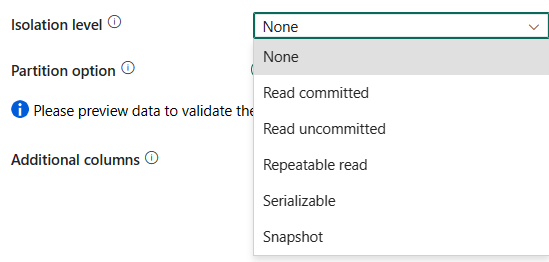 Isolation level
None
None
Partition option
Read committed
Please preview data to validate the
Read uncommitted
Additional columns
Repeatable read
Serializable
Snapshot